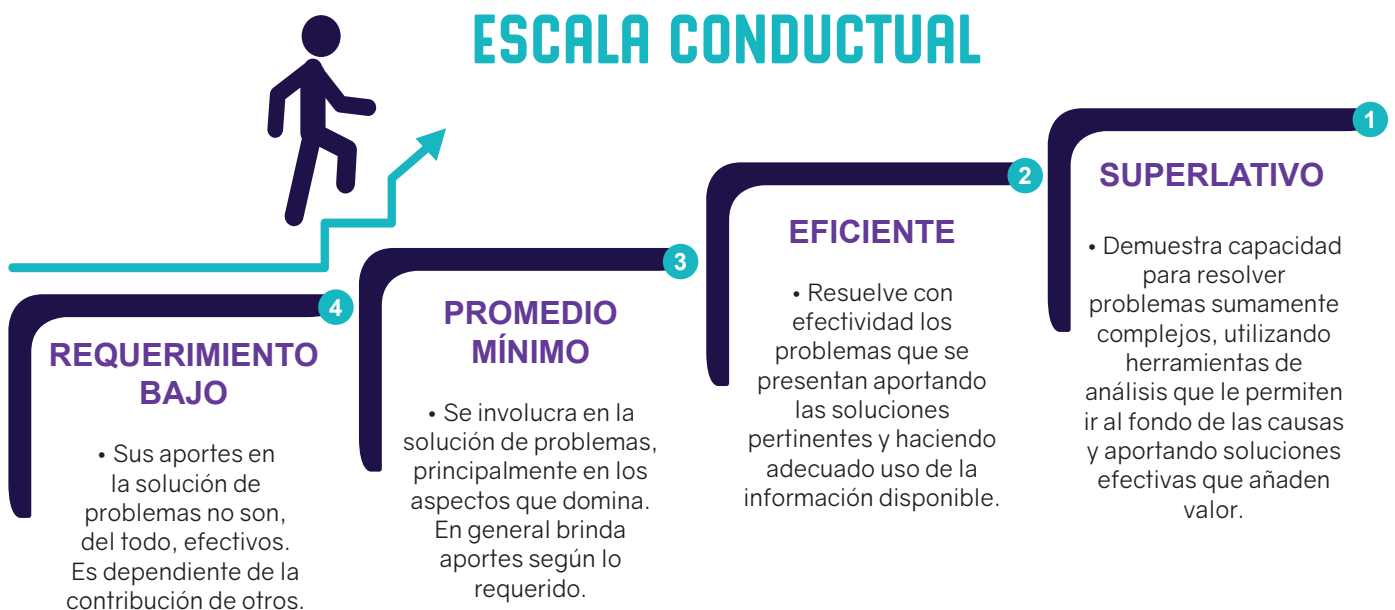 ESCALA CONDUCTUAL
4
REQUERIMIENTO
BAJO
• Sus aportes en
la solución de
problemas no son,
del todo, efectivos.
Es dependiente de la
contribución de otros.
3
PROMEDIO
MÍNIMO
• Se involucra en la
solución de problemas,
principalmente en los
aspectos que domina.
En general brinda
aportes según lo
requerido.
2
EFICIENTE
• Resuelve con
efectividad los
problemas que se
presentan aportando
las soluciones
pertinentes y haciendo
adecuado uso de la
información disponible.
1
SUPERLATIVO
• Demuestra capacidad
para resolver
problemas sumamente
complejos, utilizando
herramientas de
análisis que le permiten
ir al fondo de las causas
y aportando soluciones
efectivas que añaden
valor.